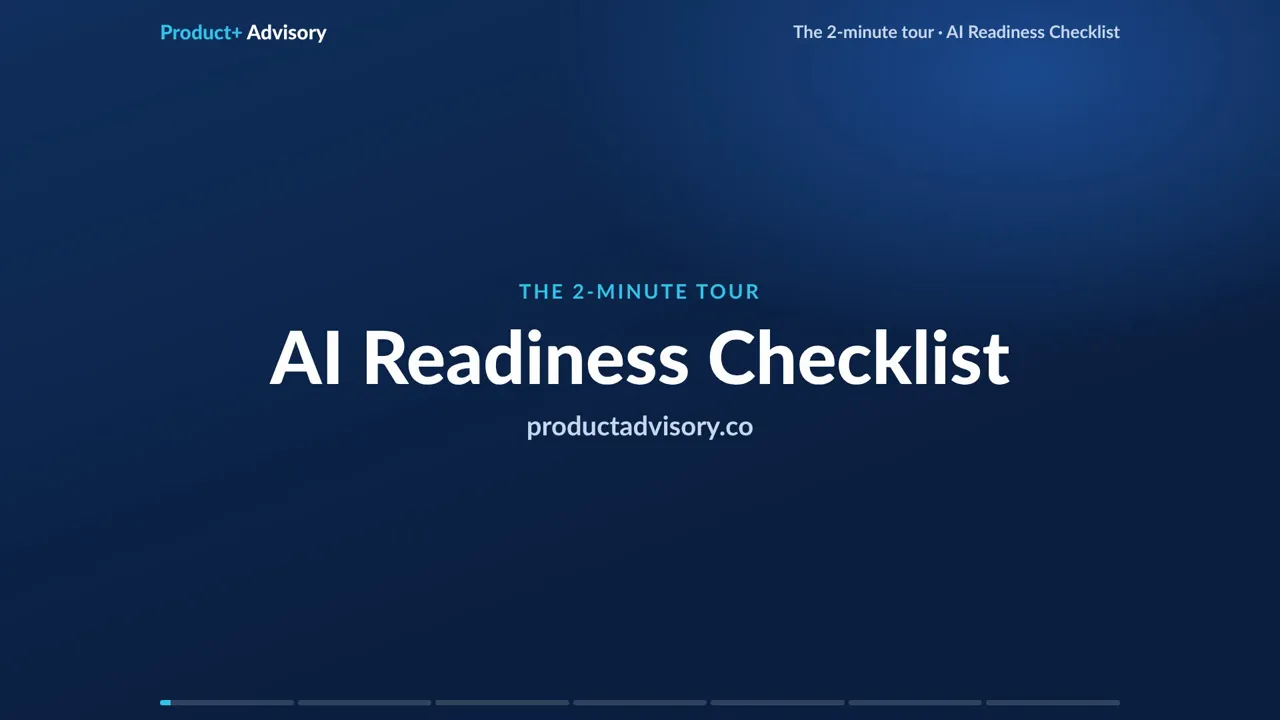 Product+ Advisory
The 2-minute tour · AI Readiness Checklist
THE 2-MINUTE TOUR
AI Readiness Checklist
productadvisory.co